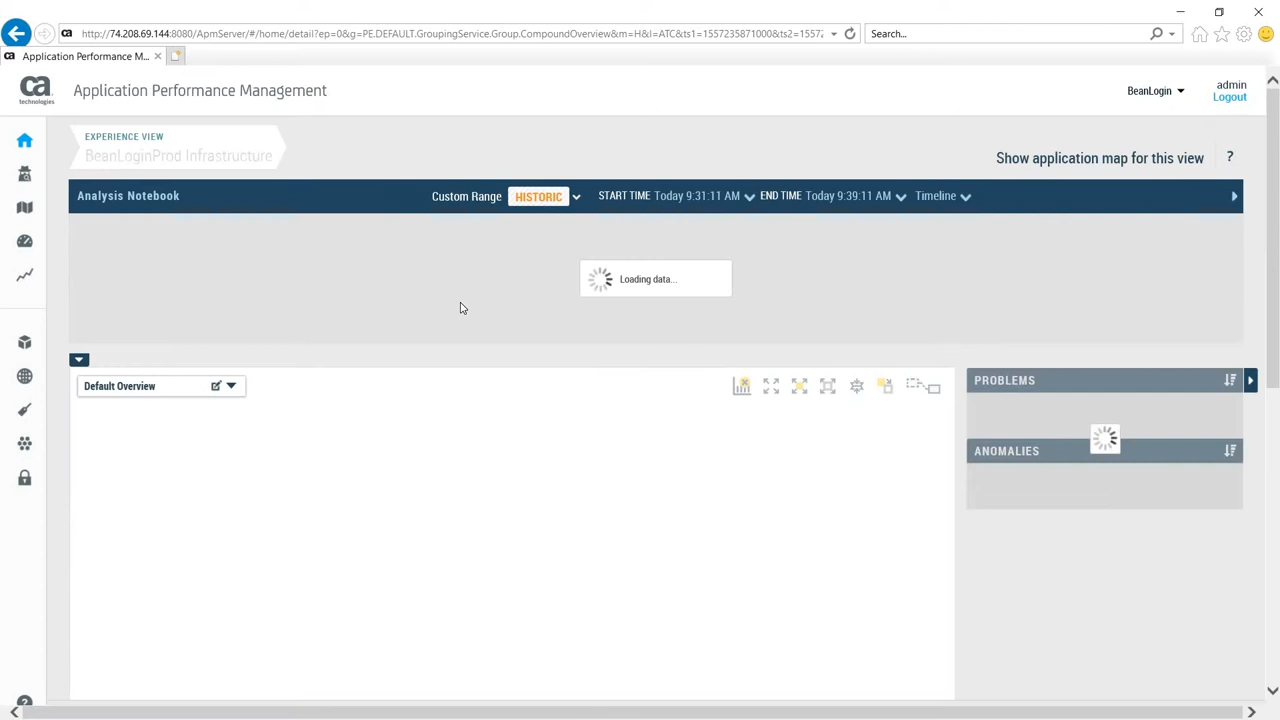 http://74.208.69.144:8080/ApmServer/#/home/detail?ep=0&g=PE.DEFAULT.GroupingService.Group.CompoundOverview&m=H&l=ATC&ts1=1557235871000&ts2=1557
Search...
Application Performance M...
ca
technologies
Application Performance Management
BeanLogin
admin
Logout
EXPERIENCE VIEW
BeanLoginProd Infrastructure
Show application map for this view
?
Analysis Notebook
Custom Range
HISTORIC
START TIME Today 9:31:11 AM
END TIME Today 9:39:11 AM
Timeline
Loading data...
Default Overview
PROBLEMS
ANOMALIES